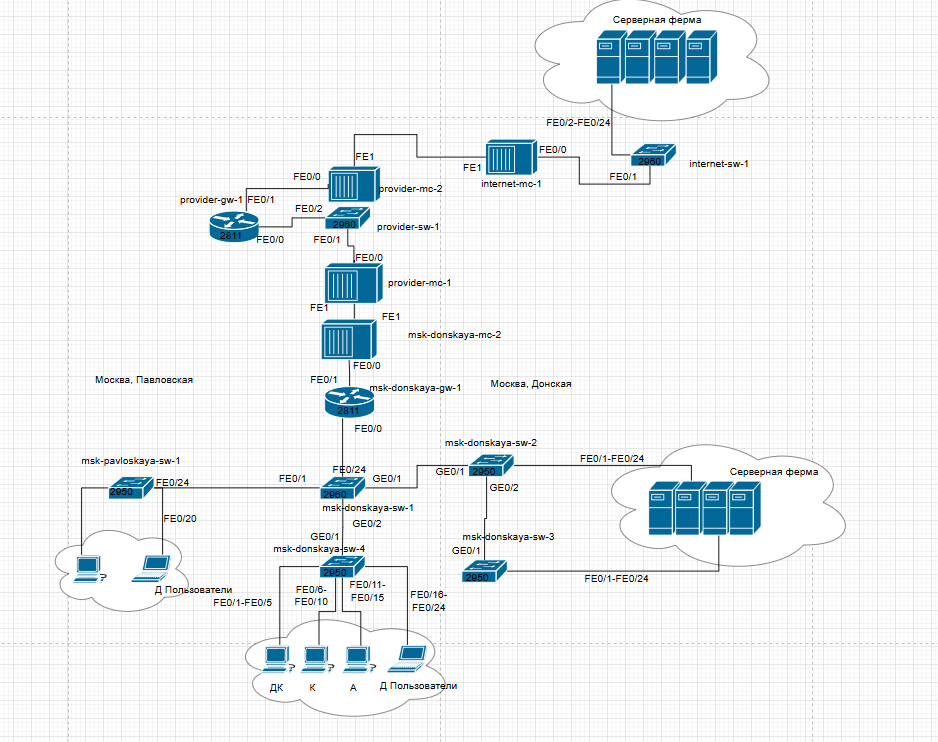 Серверная ферма
FE0/2-FE0/24
2960
internet-sw-1
FE0/1
FE0/0
internet-mc-1
FE1
FE1
FE0/0
provider-mc-2
provider-gw-1
FE0/1
2811
FE0/0
FE0/2
2960
provider-sw-1
FE0/1
FE0/0
provider-mc-1
FE1
FE1
msk-donskaya-mc-2
FE0/0
Москва, Павловская
FE0/1
msk-donskaya-gw-1
Москва, Донская
2811
FE0/0
msk-pavloskaya-sw-1
2950
FE0/24
FE0/20
Д Пользователи
FE0/1
FE0/24
2960
GE0/1
msk-donskaya-sw-1
GE0/2
msk-donskaya-sw-2
GE0/1
2950
GE0/2
FE0/1-FE0/24
Серверная ферма
msk-donskaya-sw-3
GE0/1
2950
FE0/1-FE0/24
GE0/1
msk-donskaya-sw-4
2950
FE0/1-FE0/5
FE0/6-
FE0/10
FE0/11-
FE0/15
FE0/16-
FE0/24
ДК
К
А
Д Пользователи